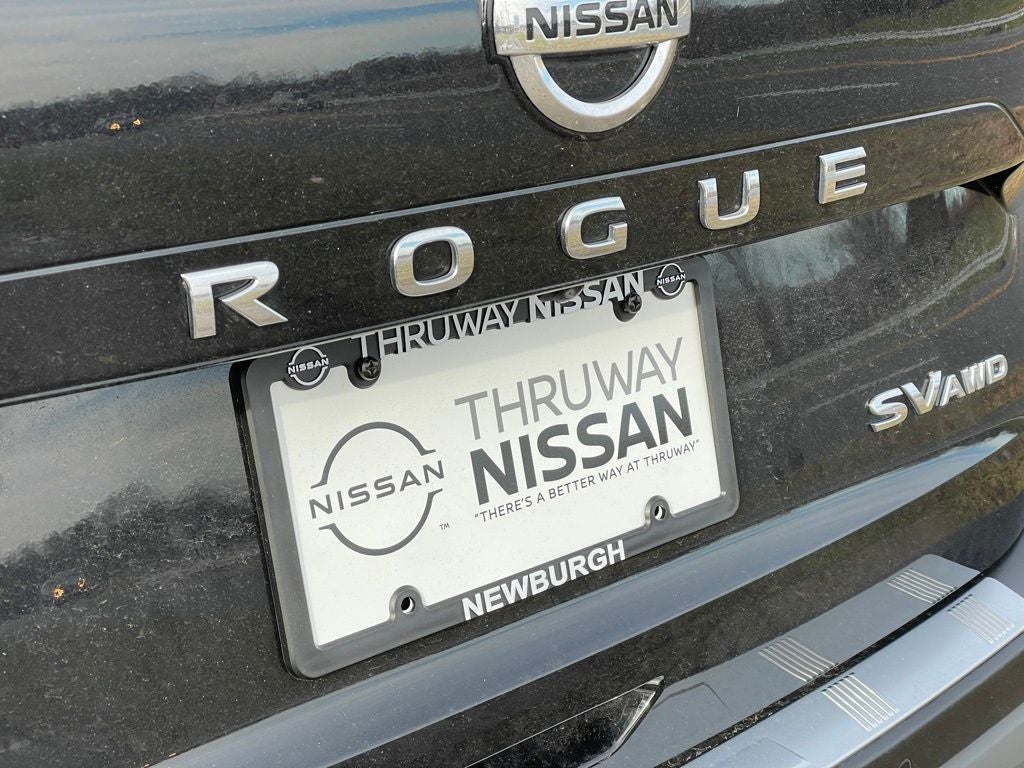 NISSAN
ROGUE
SV AWD
THRUWAY NISSAN NISSAN
NISSAN
THRUWAY
NISSAN
NISSAN ™
"THERE'S A BETTER WAY AT THRUWAY"
NEWBURGH